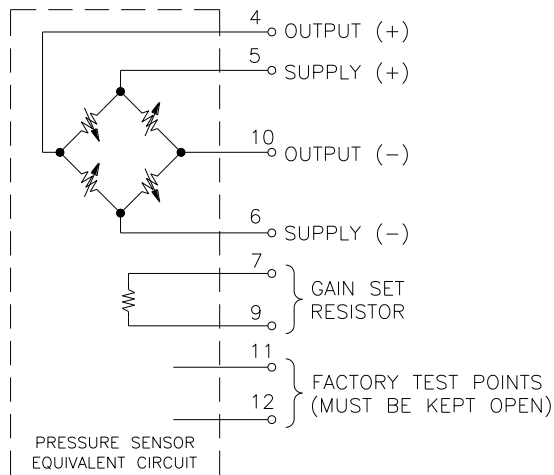 4
OUTPUT (+)
5
SUPPLY (+)
10
OUTPUT (−)
6
SUPPLY (−)
7
GAIN SET
RESISTOR
9
11
FACTORY TEST POINTS
(MUST BE KEPT OPEN)
12
PRESSURE SENSOR
EQUIVALENT CIRCUIT